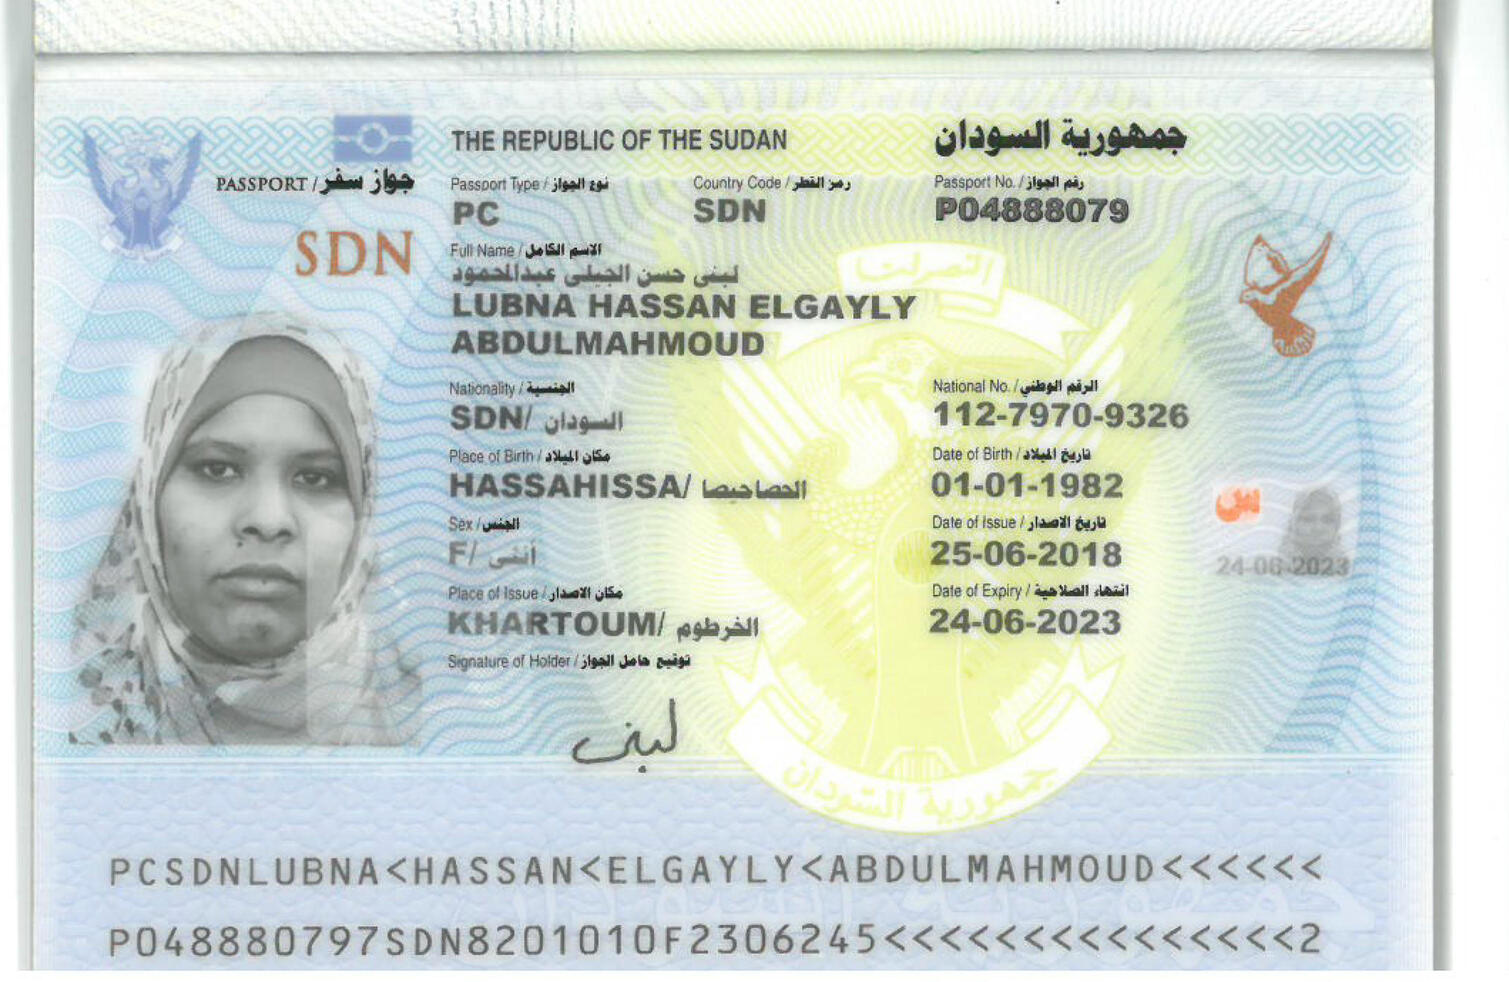 THE REPUBLIC OF THE SUDAN جمهورية السودان
PASSPORT / جواز سفر
Passport Type / نوع الجواز Country Code / رمز القطر Passport No. / رقم الجواز
PC SDN P04888079
SDN
Full Name / الاسم الكامل
لبنى حسن الجيلى عبدالمحمود
LUBNA HASSAN ELGAYLY
ABDULMAHMOUD
النصر لنا
Nationality / الجنسية National No. / الرقم الوطني
SDN/ السودان 112-7970-9326
Place of Birth / مكان الميلاد Date of Birth / تاريخ الميلاد
HASSAHISSA/ الحصاحيصا 01-01-1982
س
Sex / الجنس Date of Issue / تاريخ الاصدار
F/ أنثى 25-06-2018
24-06-2023
Place of Issue / مكان الاصدار Date of Expiry / انتهاء الصلاحية
KHARTOUM/ الخرطوم 24-06-2023
Signature of Holder / توقيع حامل الجواز
لبنى
جمهورية السودان
PCSDNLUBNA<HASSAN<ELGAYLY<ABDULMAHMOUD<<<<<<
P048880797SDN8201010F2306245<<<<<<<<<<<<<<<2